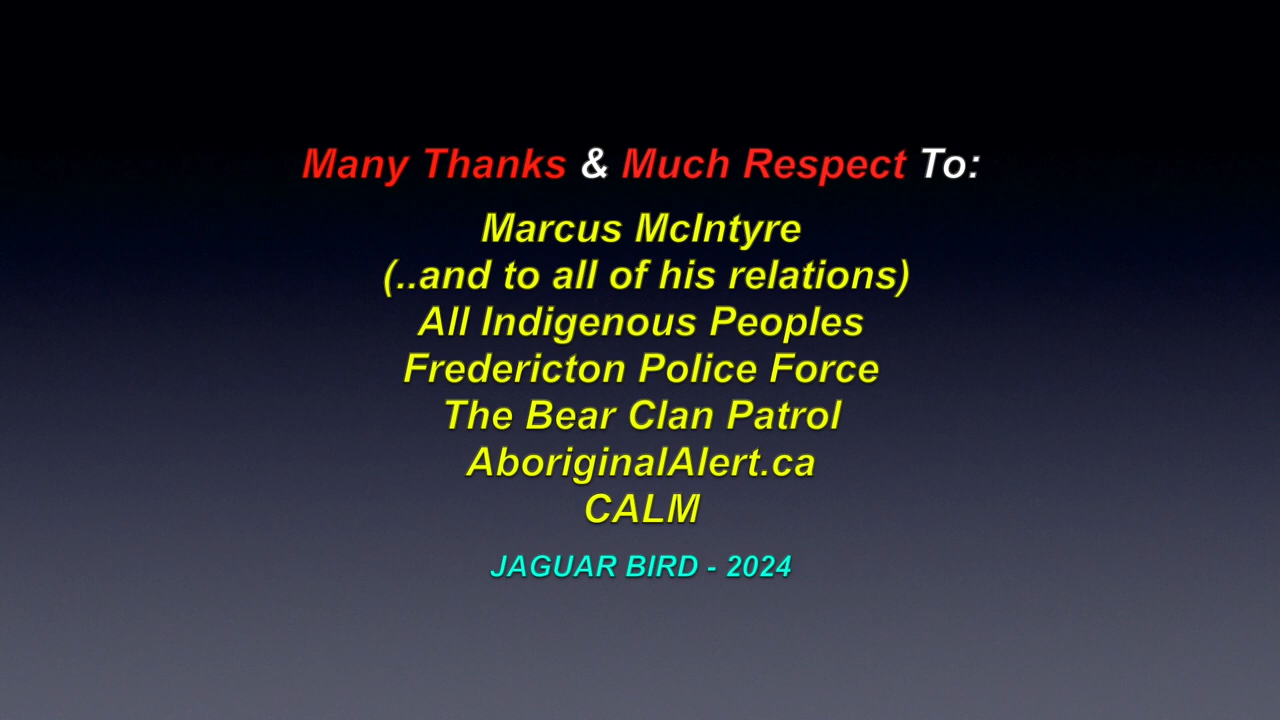 Many Thanks & Much Respect To:
Marcus McIntyre
(..and to all of his relations)
All Indigenous Peoples
Fredericton Police Force
The Bear Clan Patrol
AboriginalAlert.ca
CALM
JAGUAR BIRD - 2024